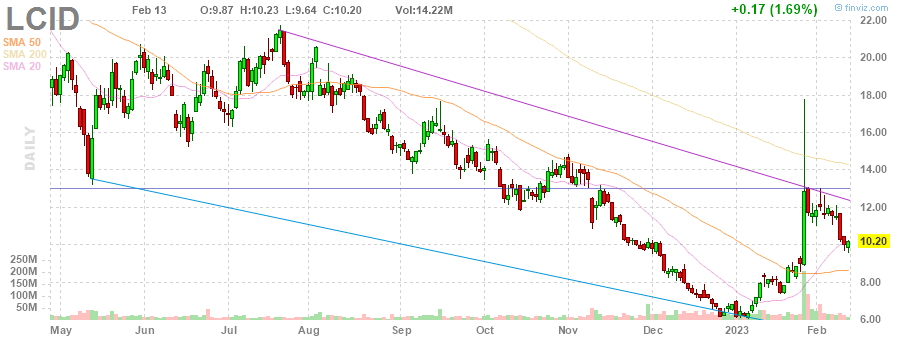 LCID Feb 13 O:9.87 H:10.23 L:9.64 C:10.20 Vol:14.22M +0.17 (1.69%) © finviz.com
SMA 50
SMA 200
SMA 20
DAILY
22.00
20.00
18.00
16.00
14.00
12.00
10.20
8.00
6.00
250M
200M
150M
100M
50M
May Jun Jul Aug Sep Oct Nov Dec 2023 Feb